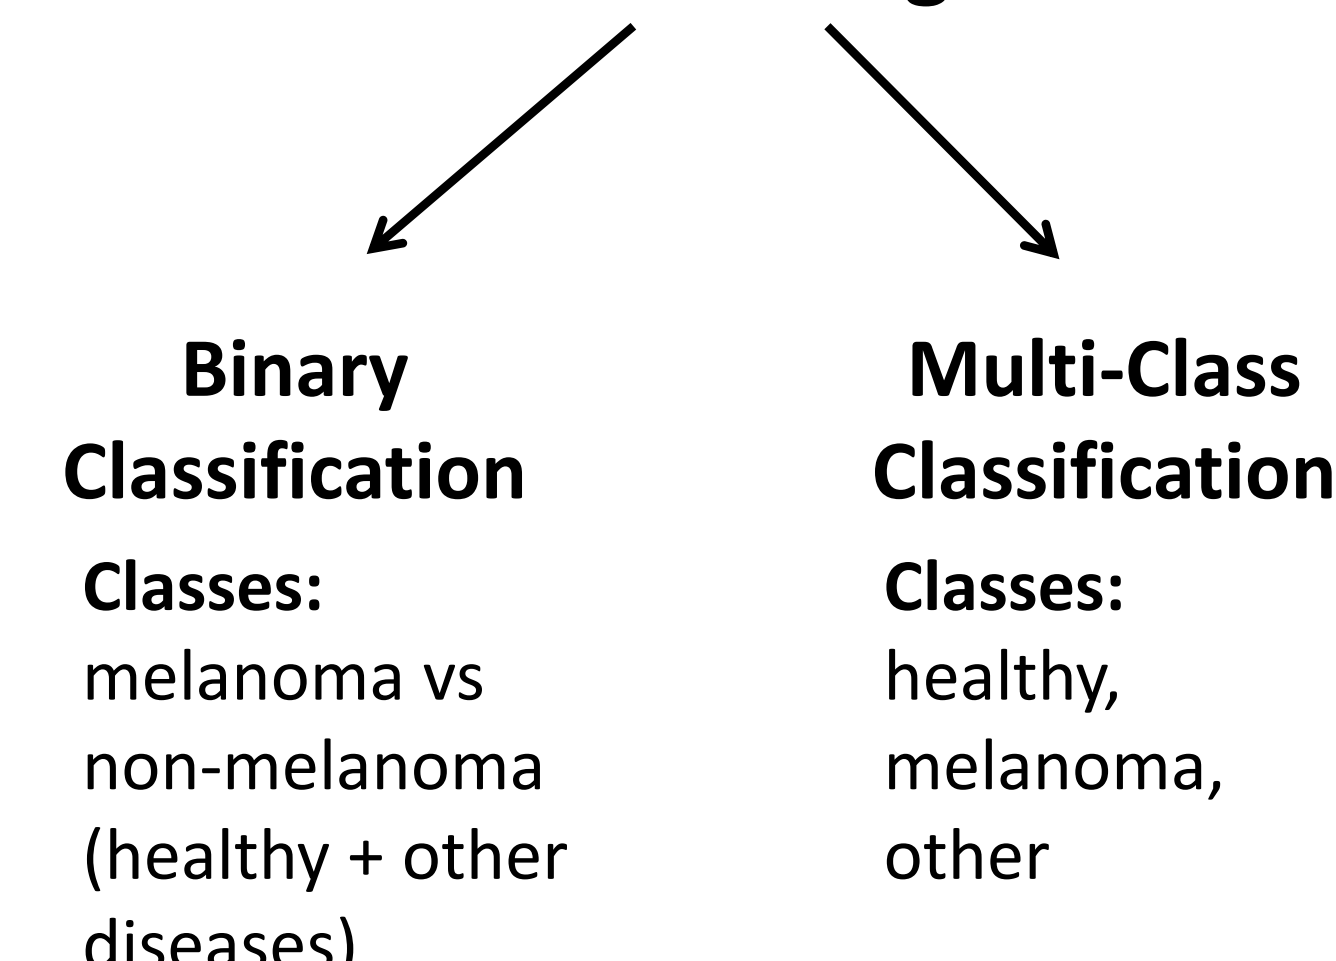 Binary
Classification
Classes:
melanoma vs
non-melanoma
(healthy + other
diseases)
Multi-Class
Classification
Classes:
healthy,
melanoma,
other